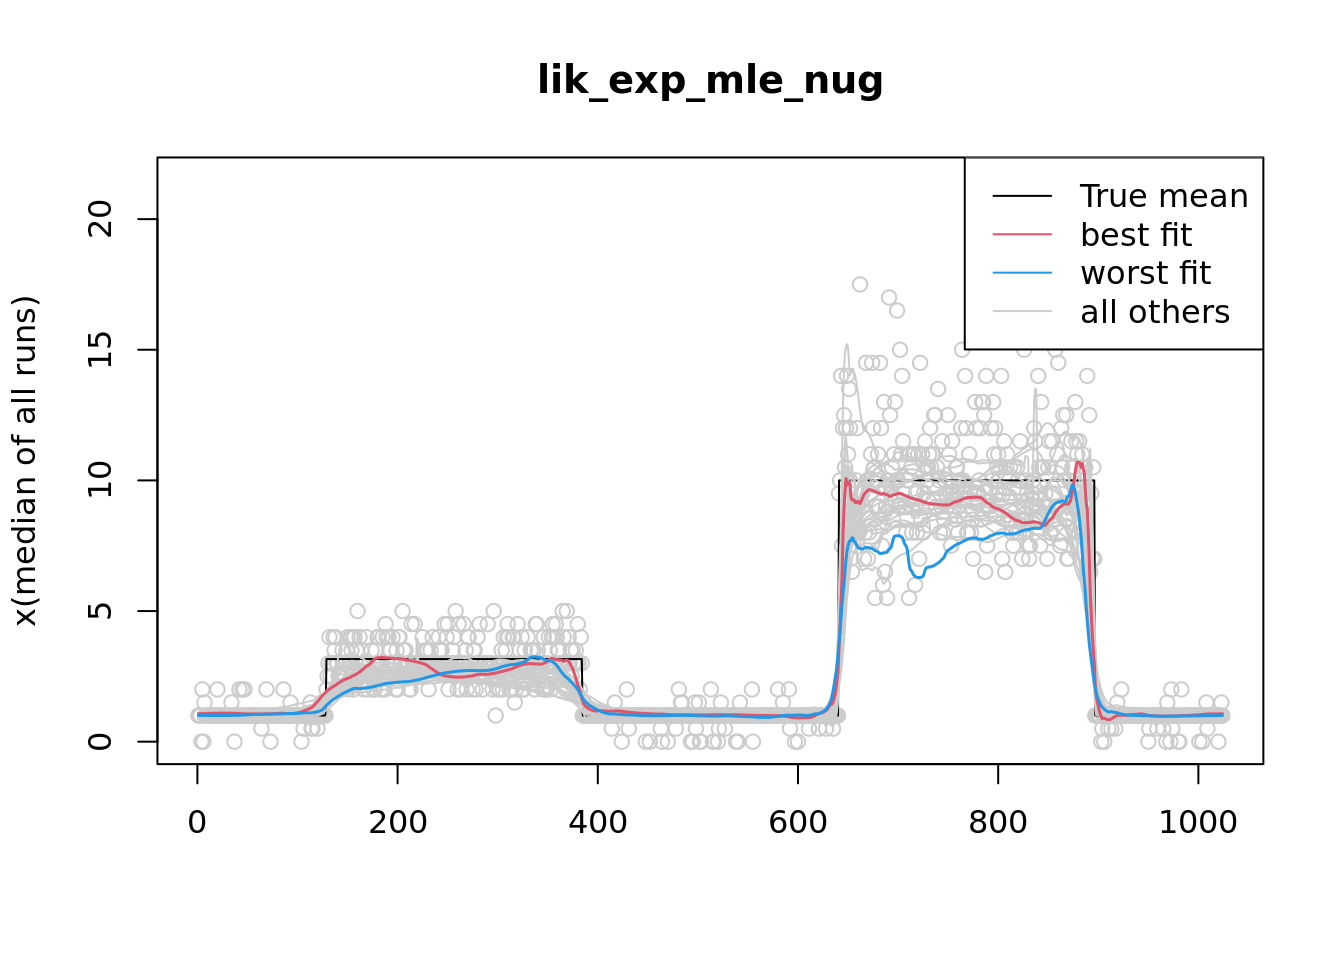 lik_exp_mle_nug
True mean
best fit
worst fit
all others
x(median of all runs)
20
15
10
5
0
0 200 400 600 800 1000